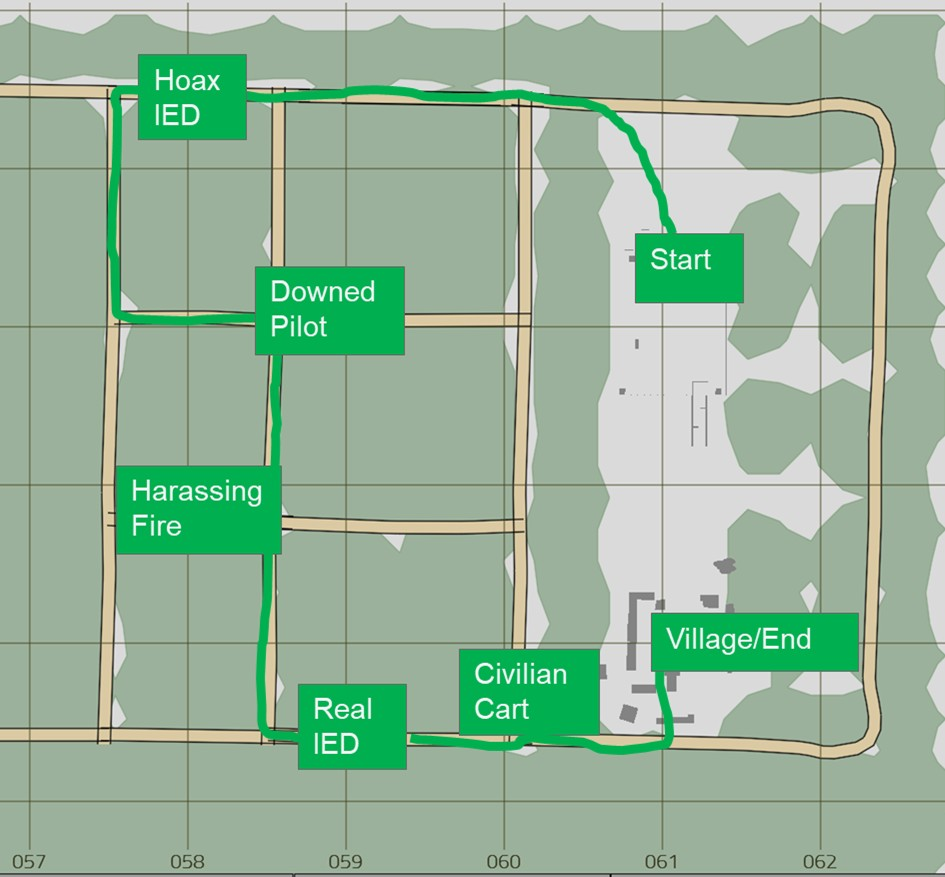 Hoax
IED
Start
Downed
Pilot
Harassing
Fire
Village/End
Civilian
Cart
Real
IED
057 058 059 060 061 062